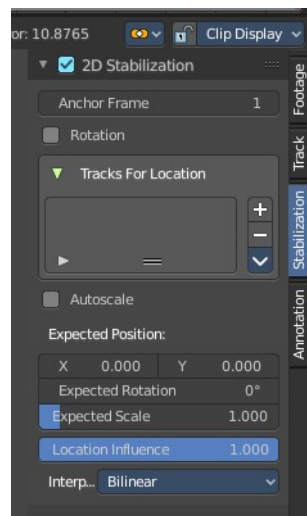 or: 10.8765 Clip Display
2D Stabilization
Anchor Frame 1
Rotation
Tracks For Location
Autoscale
Expected Position:
X 0.000 Y 0.000
Expected Rotation 0°
Expected Scale 1.000
Location Influence 1.000
Interp... Bilinear
Footage
Track
Stabilization
Annotation